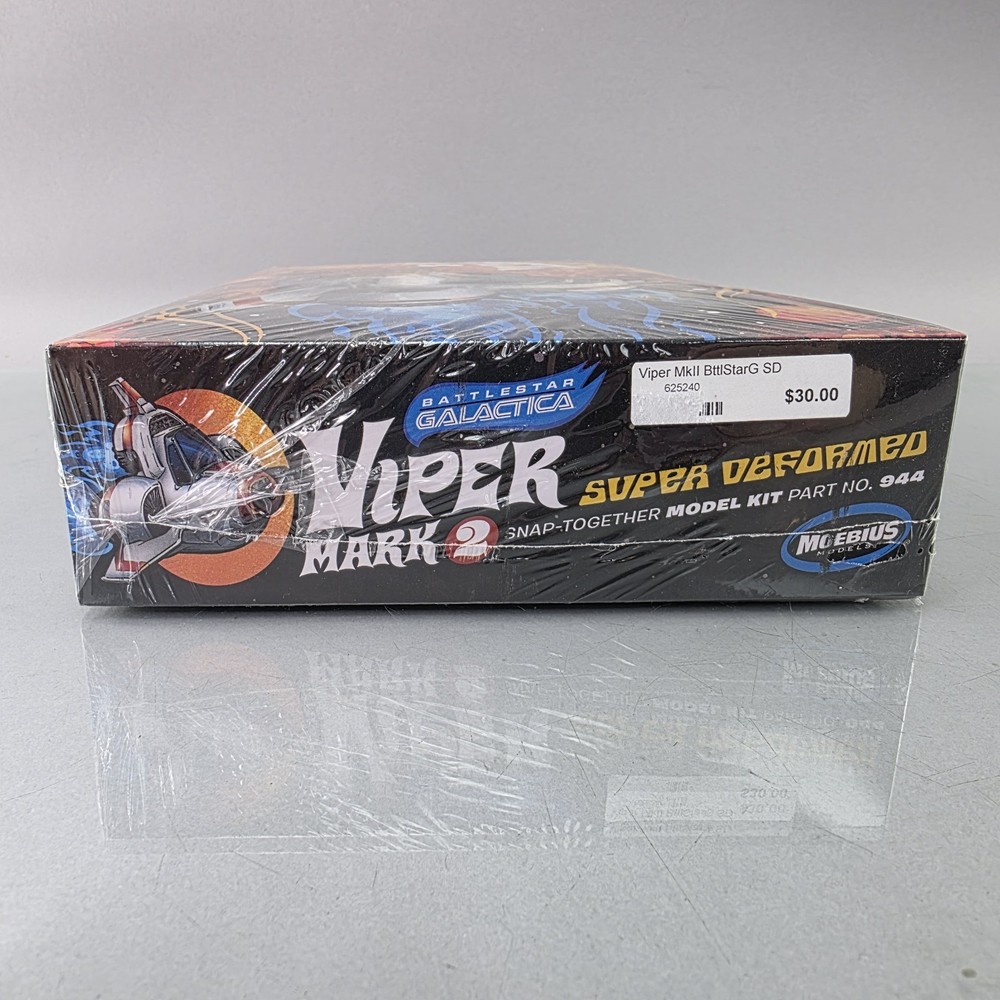 Viper MkII BttlStarG SD
625240
$30.00
BATTLESTAR
GALACTICA
VIPER
MARK 2
SUPER DEFORMED
SNAP-TOGETHER MODEL KIT PART NO. 944
MOEBIUS
MODELS